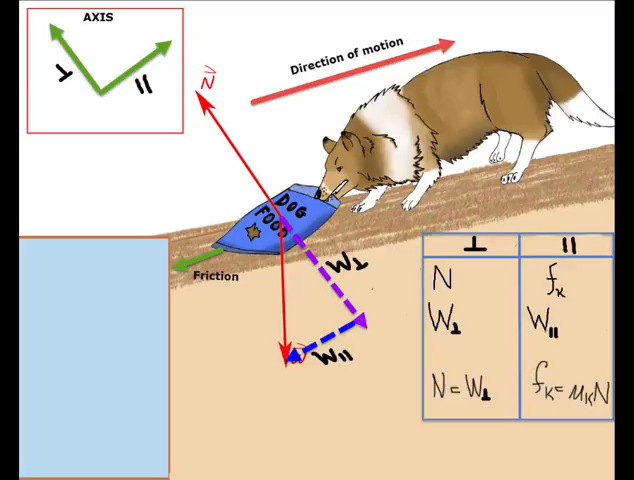 AXIS
⊥ ||
N
Direction of motion
DOG
FOOD
Friction
W⊥
W||
⊥ ||
N fₖ
W⊥ W||
N = W⊥ fₖ = μₖN